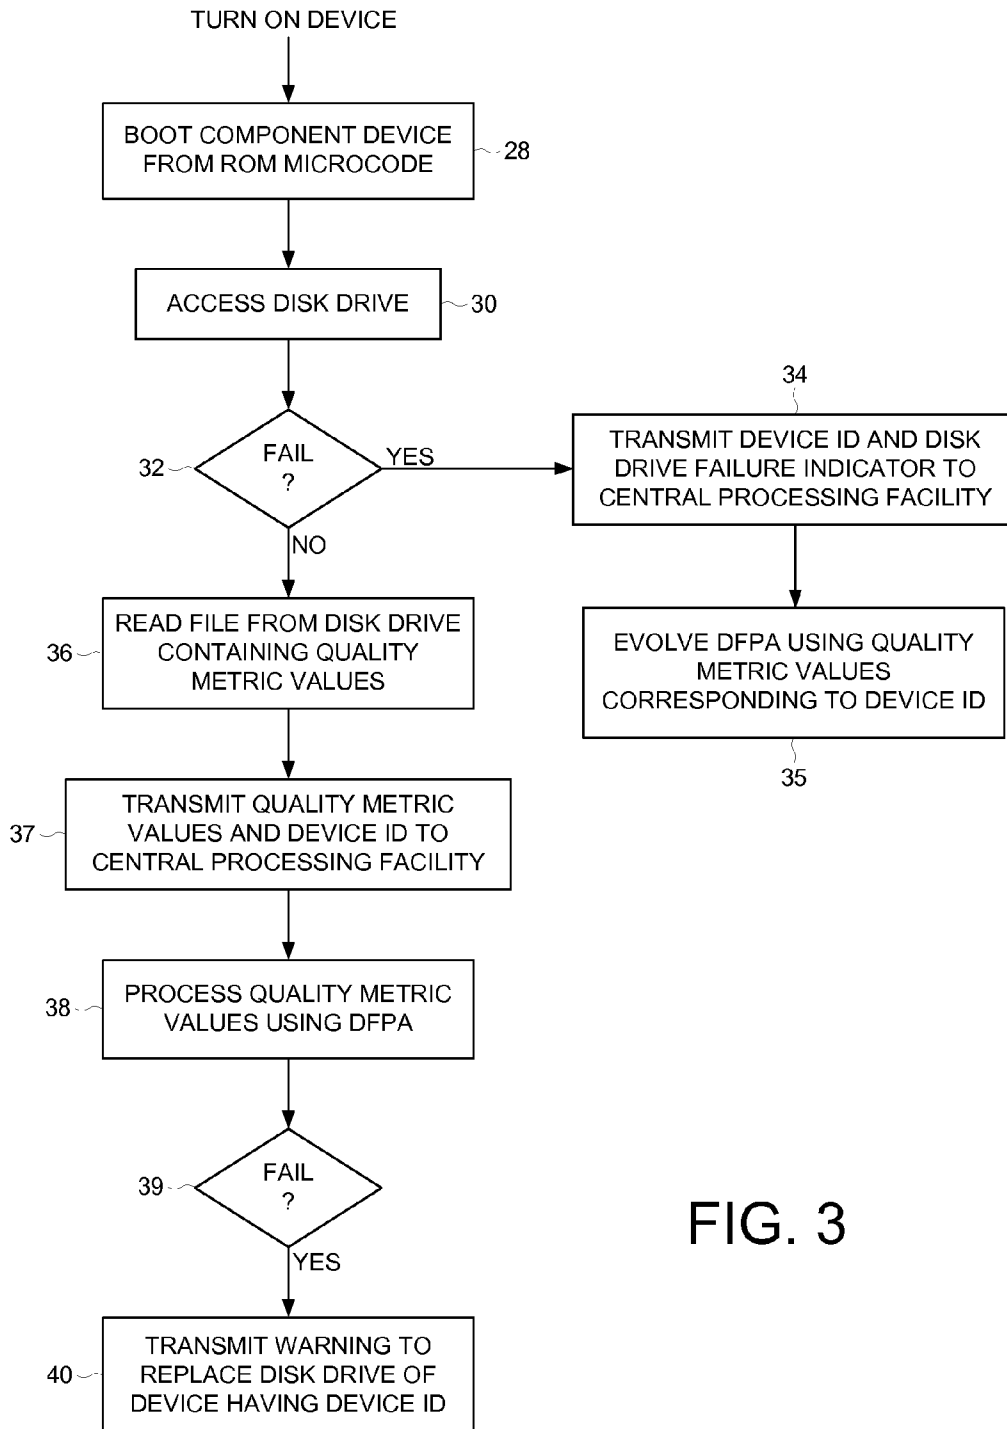 TURN ON DEVICE
BOOT COMPONENT DEVICE
FROM ROM MICROCODE
28
ACCESS DISK DRIVE
30
32
FAIL
?
YES
NO
34
TRANSMIT DEVICE ID AND DISK
DRIVE FAILURE INDICATOR TO
CENTRAL PROCESSING FACILITY
EVOLVE DFPA USING QUALITY
METRIC VALUES
CORRESPONDING TO DEVICE ID
35
36
READ FILE FROM DISK DRIVE
CONTAINING QUALITY
METRIC VALUES
37
TRANSMIT QUALITY METRIC
VALUES AND DEVICE ID TO
CENTRAL PROCESSING FACILITY
38
PROCESS QUALITY METRIC
VALUES USING DFPA
39
FAIL
?
YES
40
TRANSMIT WARNING TO
REPLACE DISK DRIVE OF
DEVICE HAVING DEVICE ID
FIG. 3